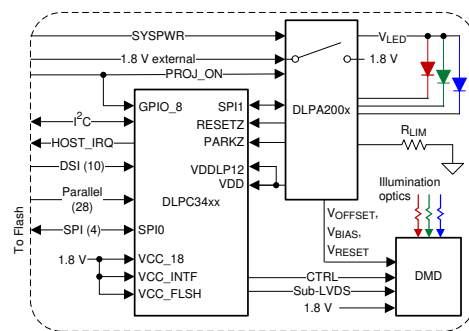 SYSPWR
1.8 V external
PROJ_ON
GPIO_8
I²C
HOST_IRQ
DSI (10)
Parallel
(28)
SPI (4)
SPI0
To Flash
1.8 V
VCC_18
VCC_INTF
VCC_FLSH
DLPC34xx
SPI1
RESETZ
PARKZ
VDDLP12
VDD
DLPA200x
VLED
1.8 V
RLIM
Illumination
optics
VOFFSET,
VBIAS,
VRESET
CTRL
Sub-LVDS
1.8 V
DMD